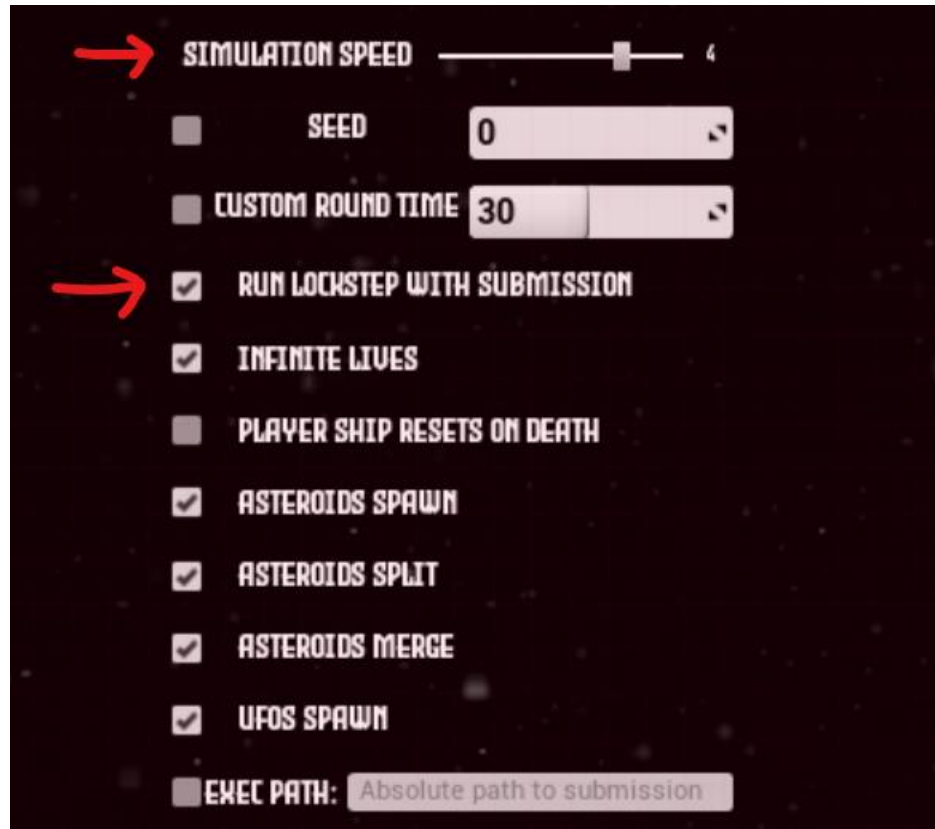 SIMULATION SPEED 4
SEED 0
CUSTOM ROUND TIME 30
RUN LOCKSTEP WITH SUBMISSION
INFINITE LIVES
PLAYER SHIP RESETS ON DEATH
ASTEROIDS SPAWN
ASTEROIDS SPLIT
ASTEROIDS MERGE
UFOS SPAWN
EXEC PATH: Absolute path to submission